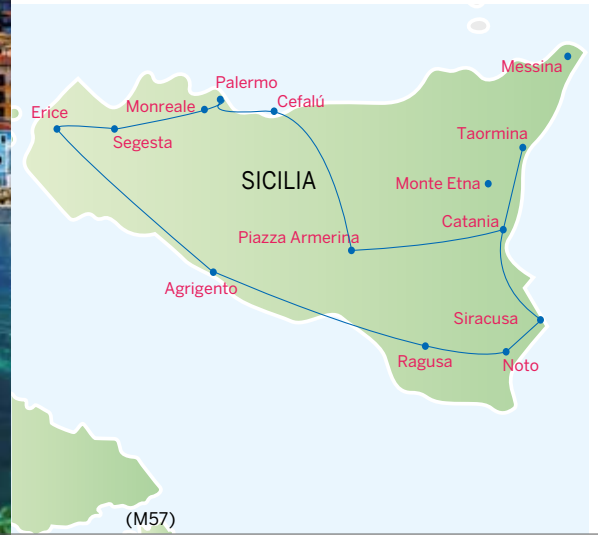 Messina
Palermo
Cefalú
Monreale
Erice
Taormina
Segesta
SICILIA
Monte Etna
Catania
Piazza Armerina
Agrigento
Siracusa
Ragusa
Noto
(M57)